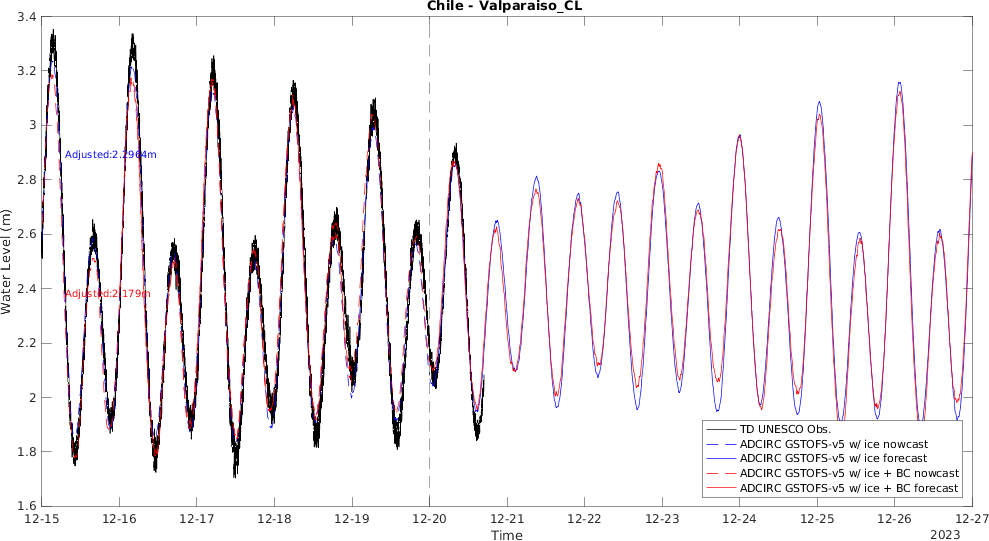 Chile - Valparaiso_CL
3.4
3.2
3
2.8
2.6
2.4
2.2
2
1.8
1.6
Water Level (m)
Adjusted:2.2964m
Adjusted:2.179m
TD UNESCO Obs.
ADCIRC GSTOFS-v5 w/ ice nowcast
ADCIRC GSTOFS-v5 w/ ice forecast
ADCIRC GSTOFS-v5 w/ ice + BC nowcast
ADCIRC GSTOFS-v5 w/ ice + BC forecast
12-15 12-16 12-17 12-18 12-19 12-20 12-21 12-22 12-23 12-24 12-25 12-26 12-27
Time
2023